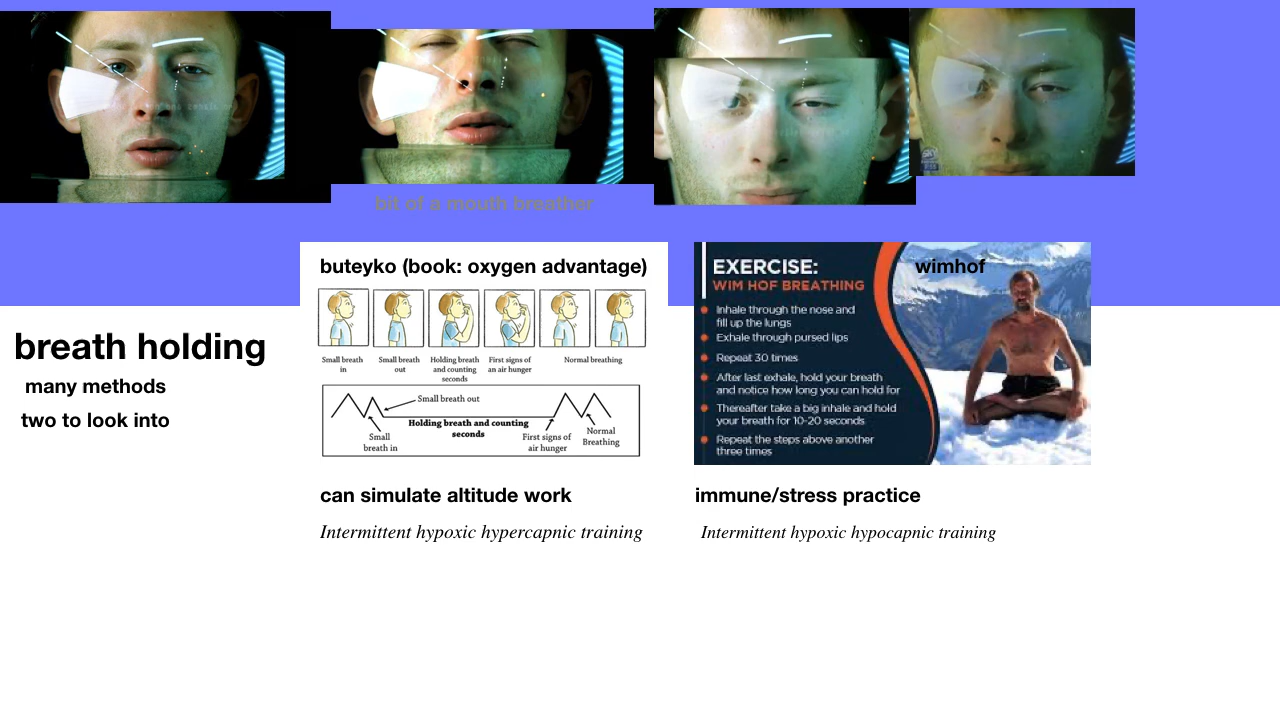 bit of a mouth breather
buteyko (book: oxygen advantage)
Small breath
in
Small breath
out
Holding breath
and counting
seconds
First signs of
an air hunger
Normal breathing
Small breath out
Holding breath and counting
seconds
Small
breath in
First signs of
air hunger
Normal
Breathing
EXERCISE:
WIM HOF BREATHING
wimhof
Inhale through the nose and
fill up the lungs
Exhale through pursed lips
Repeat 30 times
After last exhale, hold your breath
and notice how long you can hold for
Thereafter take a big inhale and hold
your breath for 10-20 seconds
Repeat the steps above another
three times
breath holding
many methods
two to look into
can simulate altitude work
Intermittent hypoxic hypercapnic training
immune/stress practice
Intermittent hypoxic hypocapnic training